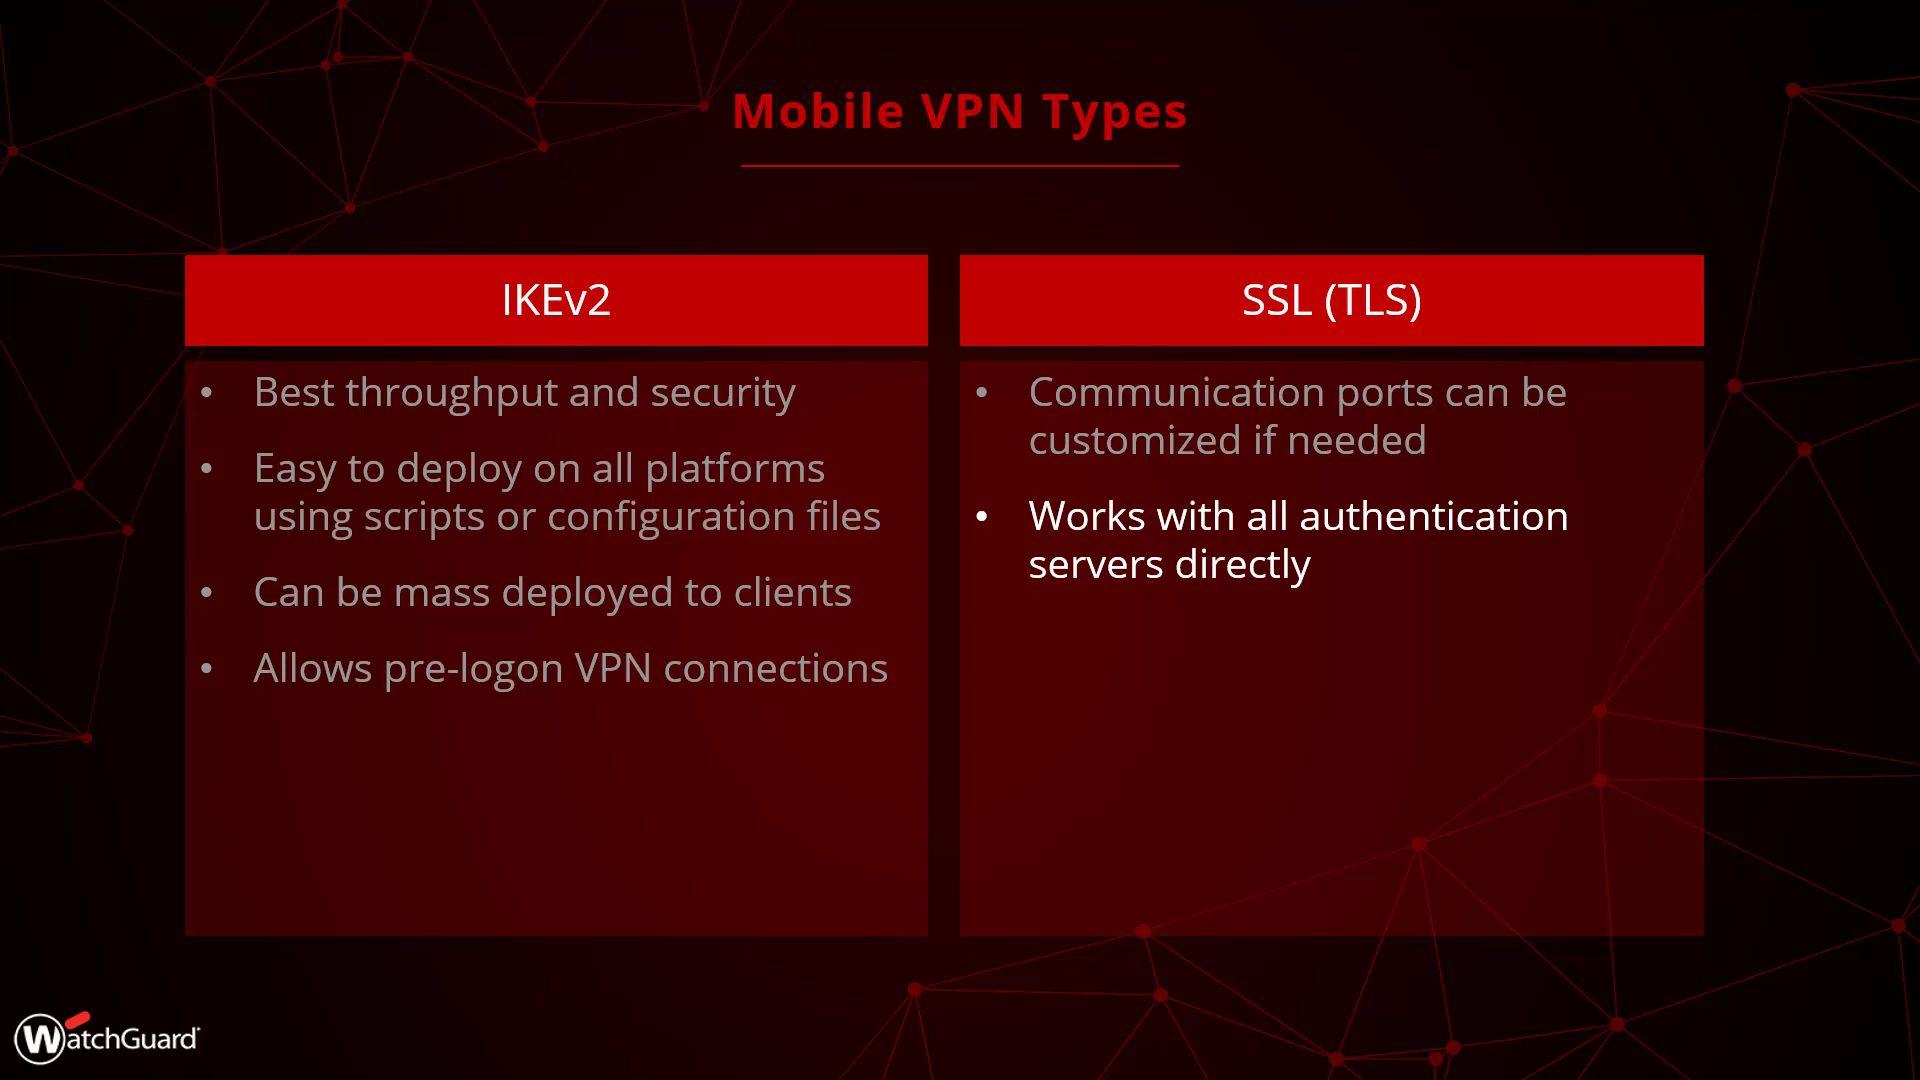 Mobile VPN Types
IKEv2
• Best throughput and security
• Easy to deploy on all platforms
using scripts or configuration files
• Can be mass deployed to clients
• Allows pre-logon VPN connections
SSL (TLS)
• Communication ports can be
customized if needed
• Works with all authentication
servers directly
WatchGuard